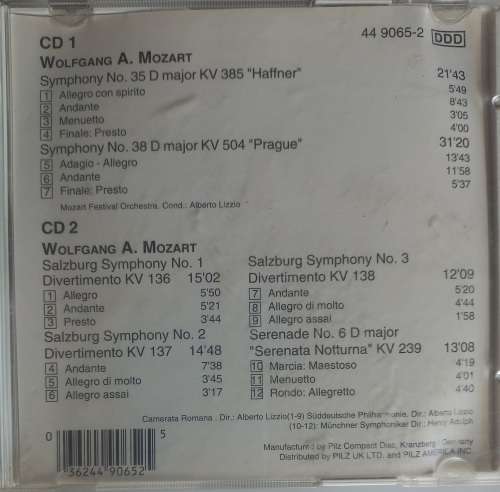 CD 1 44 9065-2 DDD
WOLFGANG A. MOZART
Symphony No. 35 D major KV 385 "Haffner" 21'43
1 Allegro con spirito 5'49
2 Andante 8'43
3 Menuetto 3'05
4 Finale: Presto 4'00
Symphony No. 38 D major KV 504 "Prague" 31'20
5 Adagio - Allegro 13'43
6 Andante 11'58
7 Finale: Presto 5'37
Mozart Festival Orchestra. Cond.: Alberto Lizzio
CD 2
WOLFGANG A. MOZART
Salzburg Symphony No. 1
Divertimento KV 136 15'02
1 Allegro 5'50
2 Andante 5'21
3 Presto 3'44
Salzburg Symphony No. 2
Divertimento KV 137 14'48
4 Andante 7'38
5 Allegro di molto 3'45
6 Allegro assai 3'17
Salzburg Symphony No. 3
Divertimento KV 138 12'09
7 Andante 5'20
8 Allegro di molto 4'44
9 Allegro assai 1'58
Serenade No. 6 D major
"Serenata Notturna" KV 239 13'08
10 Marcia: Maestoso 4'19
11 Menuetto 4'01
12 Rondo: Allegretto 4'40
Camerata Romana . Dir.: Alberto Lizzio(1-9) Süddeutsche Philharmonie. Dir.: Alberto Lizzio
(10-12): Münchner Symphoniker Dir.: Henry Adolph
Manufactured by Pilz Compact Disc, Kranzberg, Germany
Distributed by PILZ UK LTD. and PILZ AMERICA INC.
0 36244 90652 5